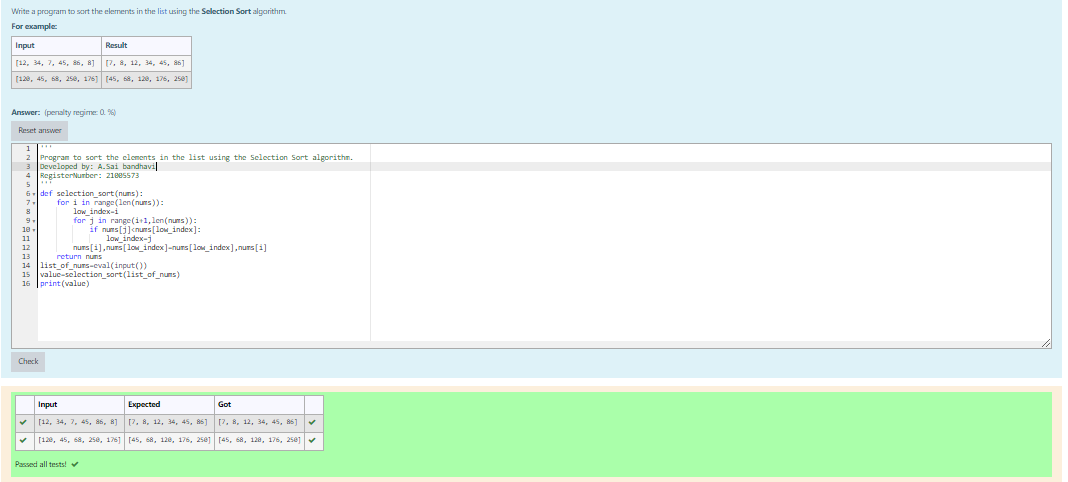 Write a program to sort the elements in the list using the Selection Sort algorithm.
For example:
Input Result
[12, 34, 7, 45, 86, 8] [7, 8, 12, 34, 45, 86]
[120, 45, 68, 250, 176] [45, 68, 120, 176, 250]
Answer: (penalty regime: 0, %)
Reset answer
1 '''
2 Program to sort the elements in the list using the Selection Sort algorithm.
3 Developed by: A.Sai bandhavi
4 RegisterNumber: 21005573
5 '''
6 def selection_sort(nums):
7 for i in range(len(nums)):
8 low_index=i
9 for j in range(i+1,len(nums)):
10 if nums[j]<nums[low_index]:
11 low_index=j
12 nums[i],nums[low_index]=nums[low_index],nums[i]
13 return nums
14 list_of_nums=eval(input())
15 value=selection_sort(list_of_nums)
16 print(value)
Check
Input Expected Got
[12, 34, 7, 45, 86, 8] [7, 8, 12, 34, 45, 86] [7, 8, 12, 34, 45, 86]
[120, 45, 68, 250, 176] [45, 68, 120, 176, 250] [45, 68, 120, 176, 250]
Passed all tests!